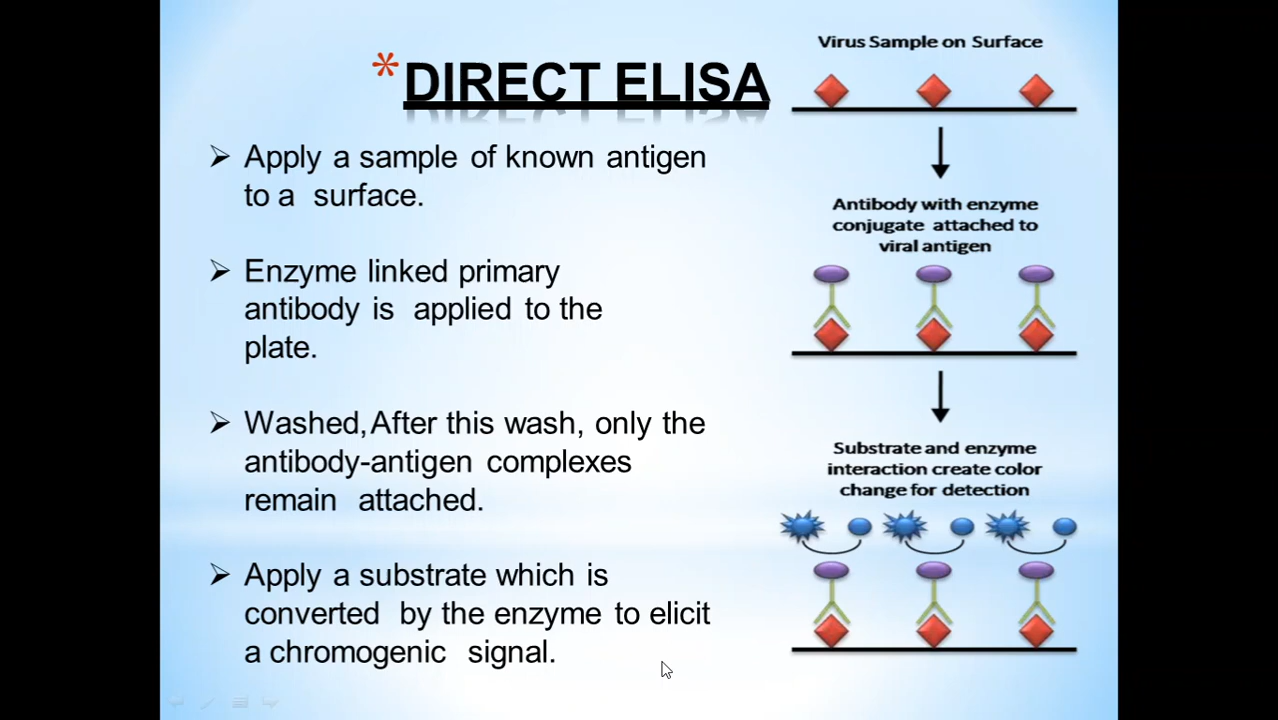 *DIRECT ELISA
➢ Apply a sample of known antigen
to a surface.
➢ Enzyme linked primary
antibody is applied to the
plate.
➢ Washed,After this wash, only the
antibody-antigen complexes
remain attached.
➢ Apply a substrate which is
converted by the enzyme to elicit
a chromogenic signal.
Virus Sample on Surface
Antibody with enzyme
conjugate attached to
viral antigen
Substrate and enzyme
interaction create color
change for detection